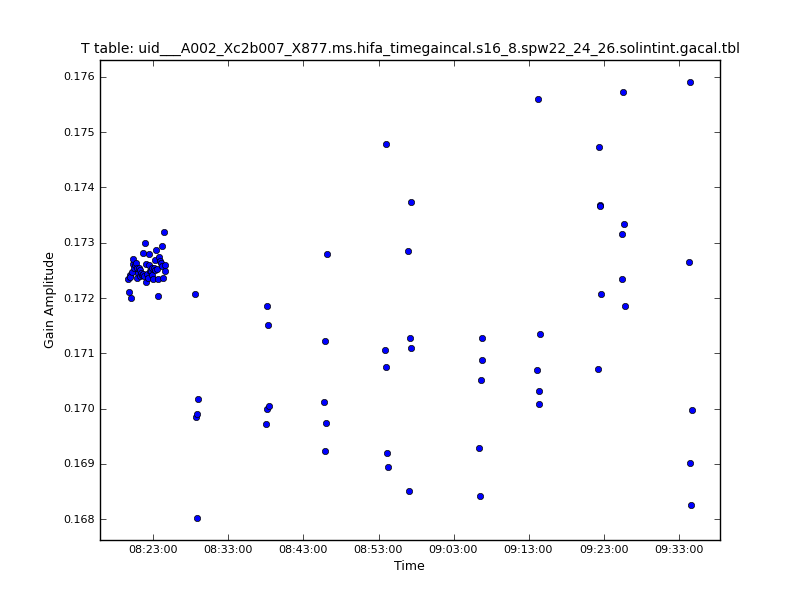 T table: uid___A002_Xc2b007_X877.ms.hifa_timegaincal.s16_8.spw22_24_26.solintint.gacal.tbl
0.176
0.175
0.174
0.173
0.172
0.171
0.170
0.169
0.168
Gain Amplitude
08:23:00 08:33:00 08:43:00 08:53:00 09:03:00 09:13:00 09:23:00 09:33:00
Time